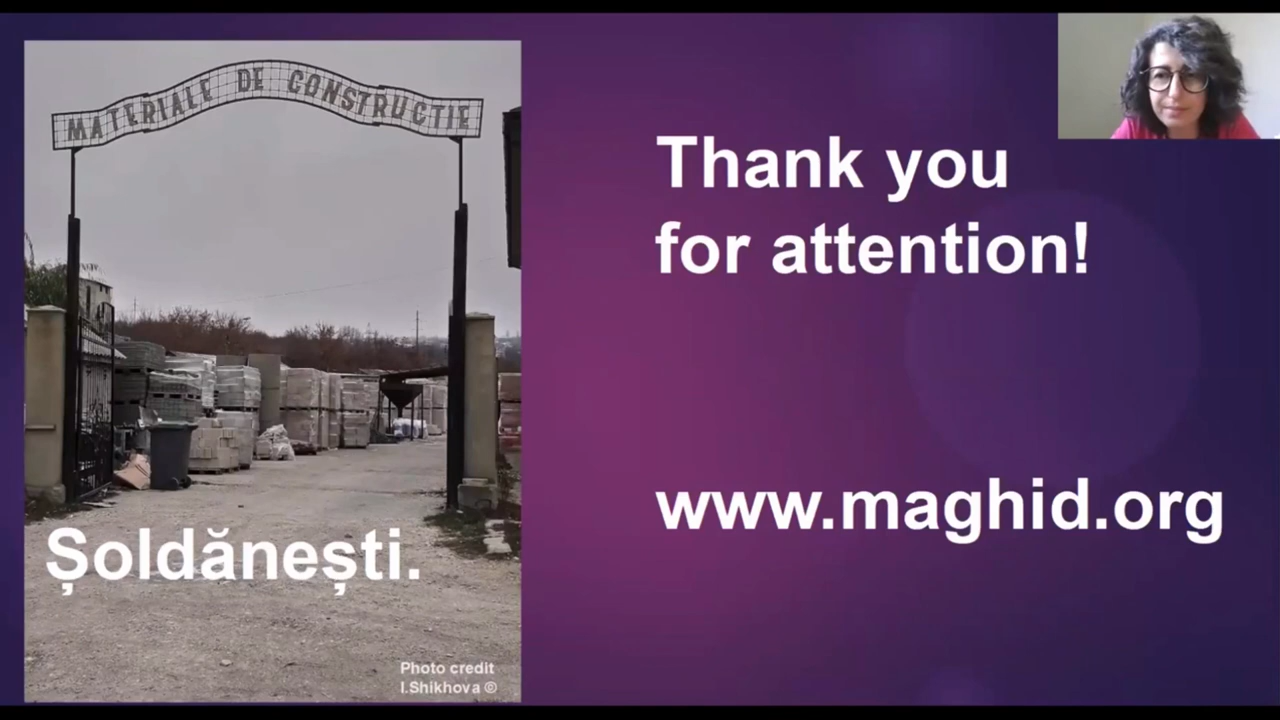 MATERIALE DE CONSTRUCTIE
Șoldănești.
Photo credit
I.Shikhova ©
Thank you
for attention!
www.maghid.org